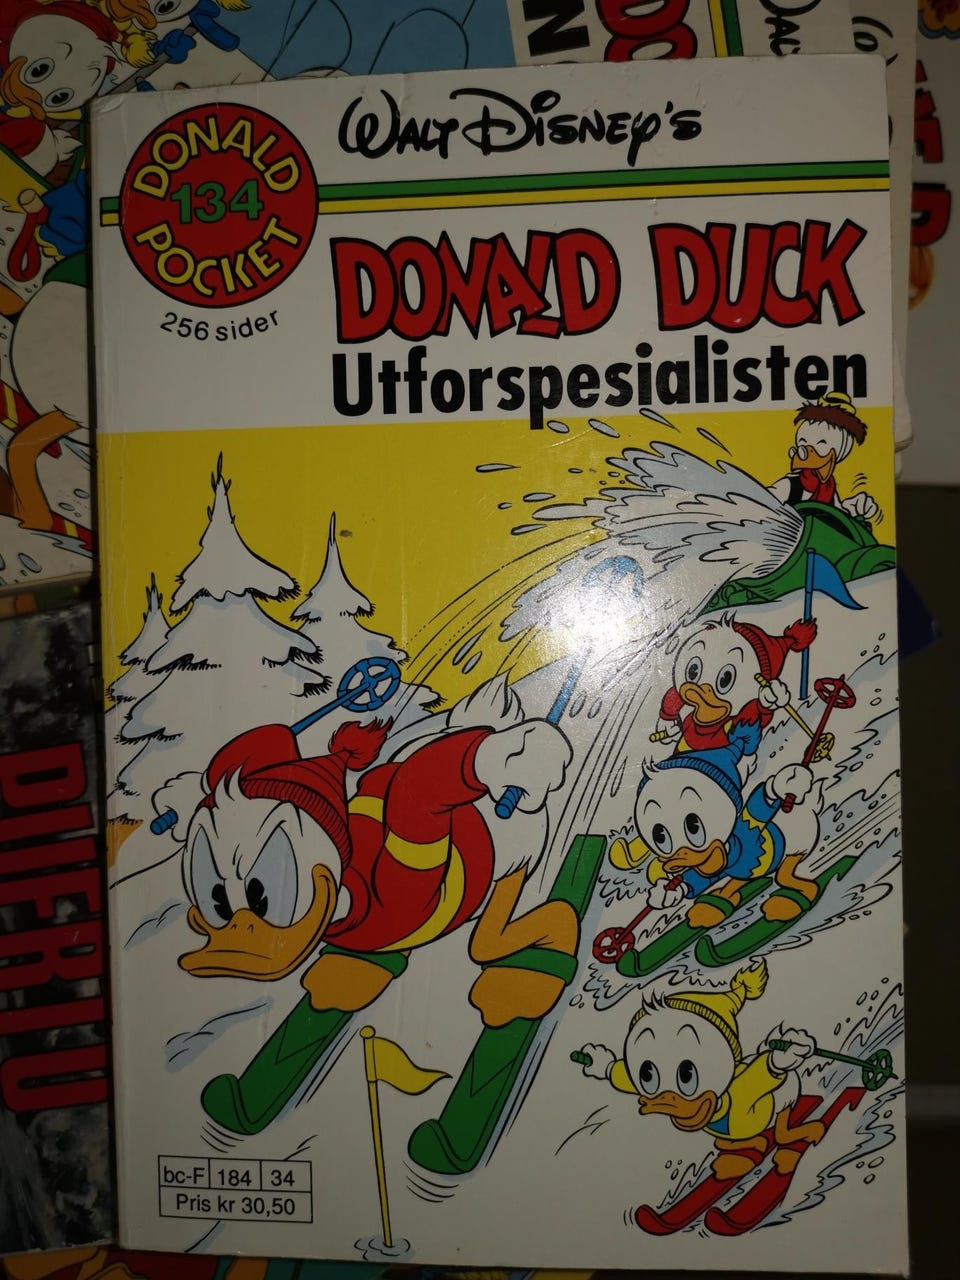 WALT DISNEY'S
DONALD
134
POCKET
256 sider
DONALD DUCK
Utforspesialisten
bc-F 184 34
Pris kr 30,50